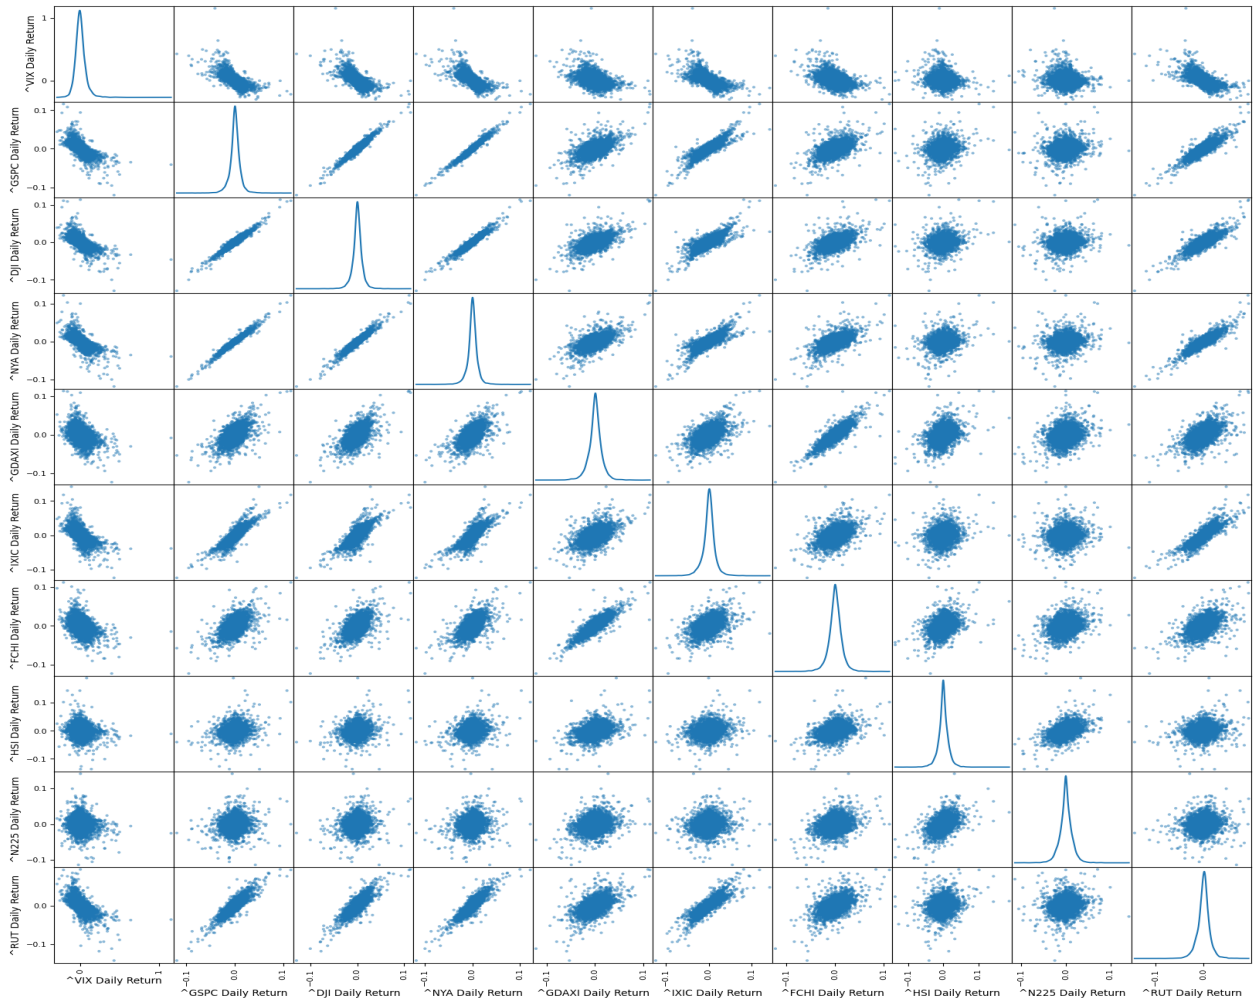 ^VIX Daily Return
1
0
^GSPC Daily Return
0.1
0.0
−0.1
^DJI Daily Return
0.1
0.0
−0.1
^NYA Daily Return
0.1
0.0
−0.1
^GDAXI Daily Return
0.1
0.0
−0.1
^IXIC Daily Return
0.1
0.0
−0.1
^FCHI Daily Return
0.1
0.0
−0.1
^HSI Daily Return
0.1
0.0
−0.1
^N225 Daily Return
0.1
0.0
−0.1
^RUT Daily Return
0.1
0.0
−0.1
0 1
^VIX Daily Return
−0.1 0.0 0.1
^GSPC Daily Return
−0.1 0.0 0.1
^DJI Daily Return
−0.1 0.0 0.1
^NYA Daily Return
−0.1 0.0 0.1
^GDAXI Daily Return
−0.1 0.0 0.1
^IXIC Daily Return
−0.1 0.0 0.1
^FCHI Daily Return
−0.1 0.0 0.1
^HSI Daily Return
−0.1 0.0 0.1
^N225 Daily Return
−0.1 0.0 0.1
^RUT Daily Return